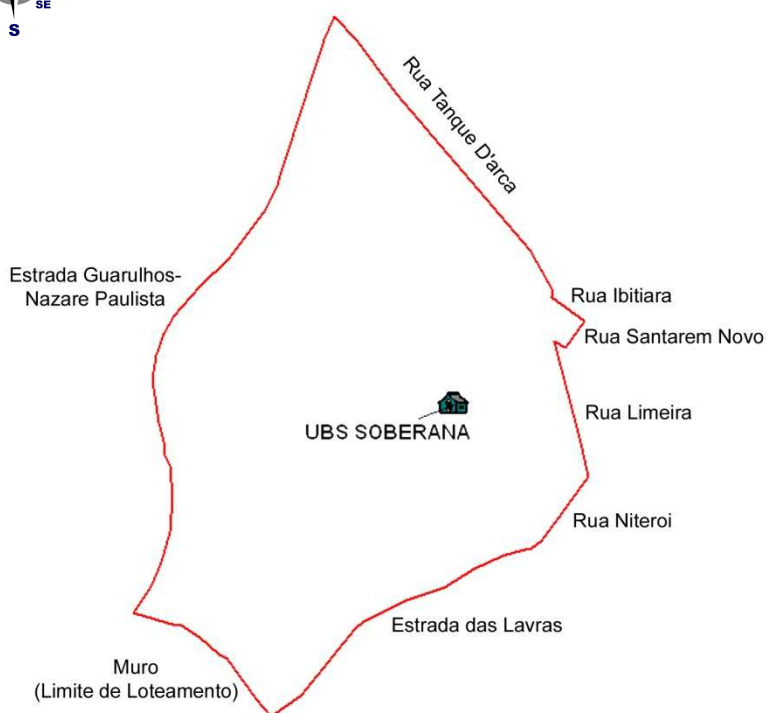 SE
S
Rua Tanque D'arca
Estrada Guarulhos-
Nazare Paulista
Rua Ibitiara
Rua Santarem Novo
Rua Limeira
UBS SOBERANA
Rua Niteroi
Estrada das Lavras
Muro
(Limite de Loteamento)